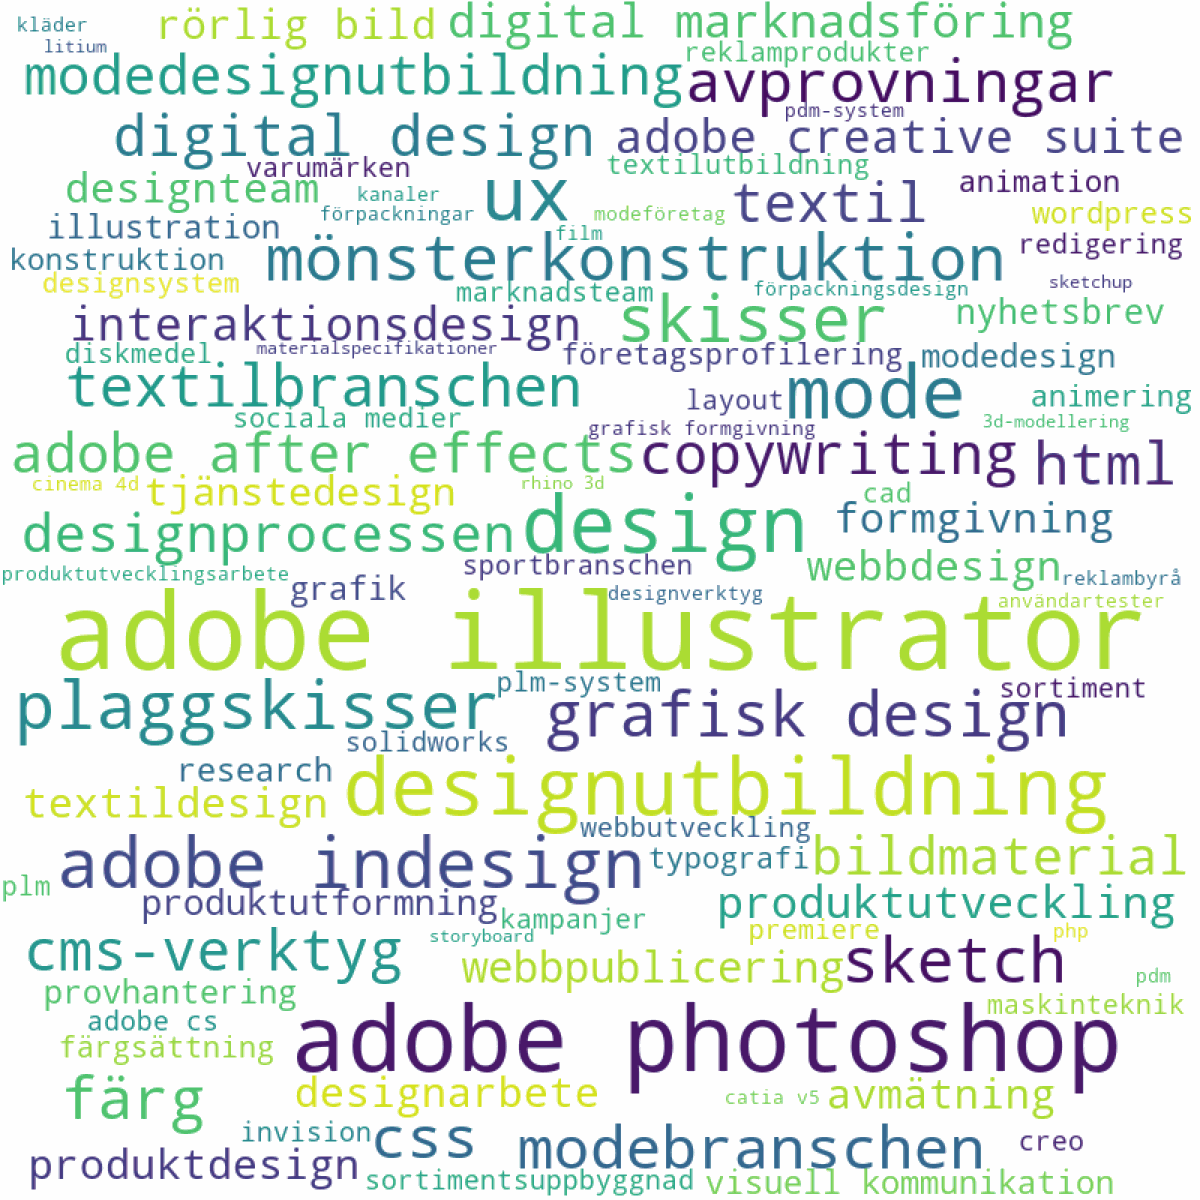 kläder
rörlig bild
digital marknadsföring
litium
reklamprodukter
modedesignutbildning
avprovningar
pdm-system
digital design
adobe creative suite
varumärken
textilutbildning
designteam
kanaler
ux
textil
animation
förpackningar
modeföretag
wordpress
illustration
film
redigering
konstruktion
mönsterkonstruktion
designsystem
marknadsteam
förpackningsdesign
sketchup
interaktionsdesign
skisser
nyhetsbrev
diskmedel
materialspecifikationer
företagsprofilering
modedesign
textilbranschen
layout
mode
animering
sociala medier
grafisk formgivning
3d-modellering
adobe after effects
copywriting
html
cinema 4d
tjänstedesign
rhino 3d
cad
designprocessen
design
formgivning
produktutvecklingsarbete
sportbranschen
webbdesign
reklambyrå
grafik
designverktyg
användartester
adobe illustrator
plaggskisser
plm-system
grafisk design
sortiment
solidworks
research
designutbildning
textildesign
webbutveckling
adobe indesign
typografi
bildmaterial
plm
produktutformning
kampanjer
produktutveckling
storyboard
premiere
php
cms-verktyg
webbpublicering
sketch
pdm
provhantering
maskinteknik
adobe cs
adobe photoshop
färgsättning
färg
designarbete
catia v5
avmätning
invision
css
modebranschen
creo
produktdesign
sortimentsuppbyggnad
visuell kommunikation